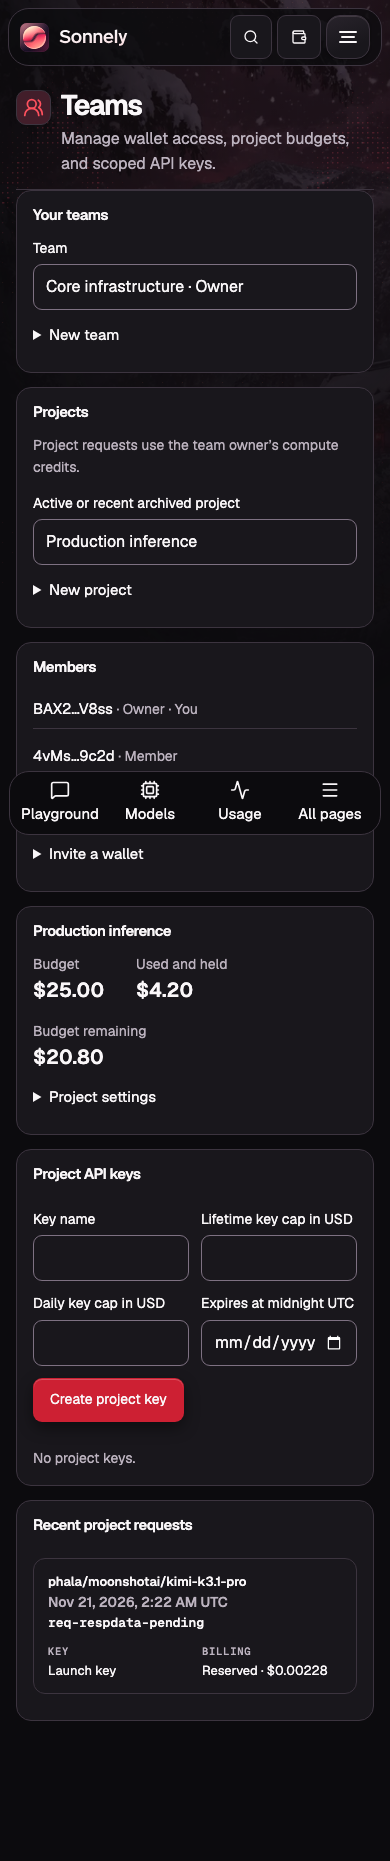 Sonnely
Teams
Manage wallet access, project budgets,
and scoped API keys.
Your teams
Team
Core infrastructure · Owner
New team
Projects
Project requests use the team owner's compute
credits.
Active or recent archived project
Production inference
New project
Members
BAX2…V8ss · Owner · You
4vMs…9c2d · Member
Playground
Models
Usage
All pages
Invite a wallet
Production inference
Budget
Used and held
$25.00
$4.20
Budget remaining
$20.80
Project settings
Project API keys
Key name
Lifetime key cap in USD
Daily key cap in USD
Expires at midnight UTC
mm/dd/yyyy
Create project key
No project keys.
Recent project requests
phala/moonshotai/kimi-k3.1-pro
Nov 21, 2026, 2:22 AM UTC
req-respdata-pending
KEY
BILLING
Launch key
Reserved · $0.00228